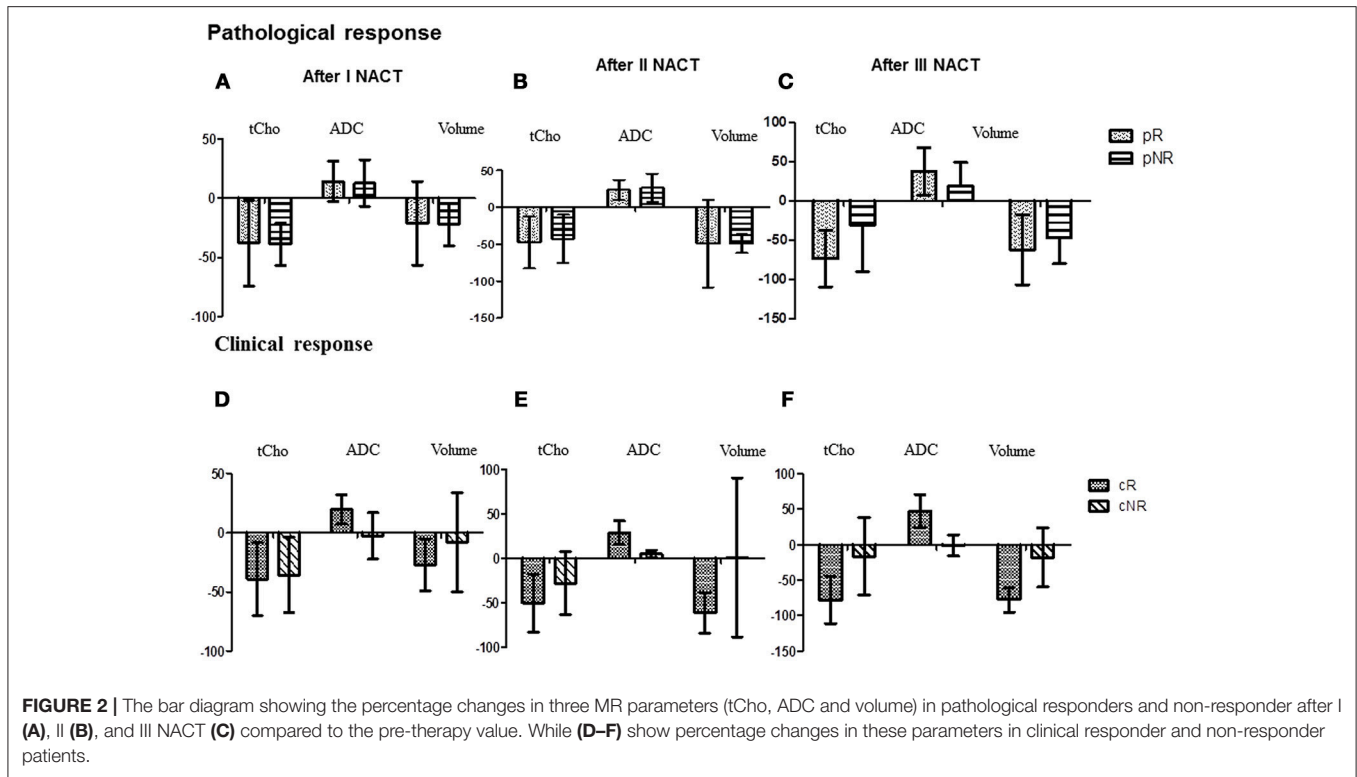 Pathological response
A After I NACT
B After II NACT
C After III NACT
tCho ADC Volume
50
0
-50
-100
tCho ADC Volume
50
0
-50
-100
-150
tCho ADC Volume
100
50
0
-50
-100
-150
pR
pNR
Clinical response
D
E
F
tCho ADC Volume
50
0
-50
-100
tCho ADC Volume
100
50
0
-50
-100
tCho ADC Volume
100
50
0
-50
-100
-150
cR
cNR
FIGURE 2 | The bar diagram showing the percentage changes in three MR parameters (tCho, ADC and volume) in pathological responders and non-responder after I
(A), II (B), and III NACT (C) compared to the pre-therapy value. While (D–F) show percentage changes in these parameters in clinical responder and non-responder
patients.